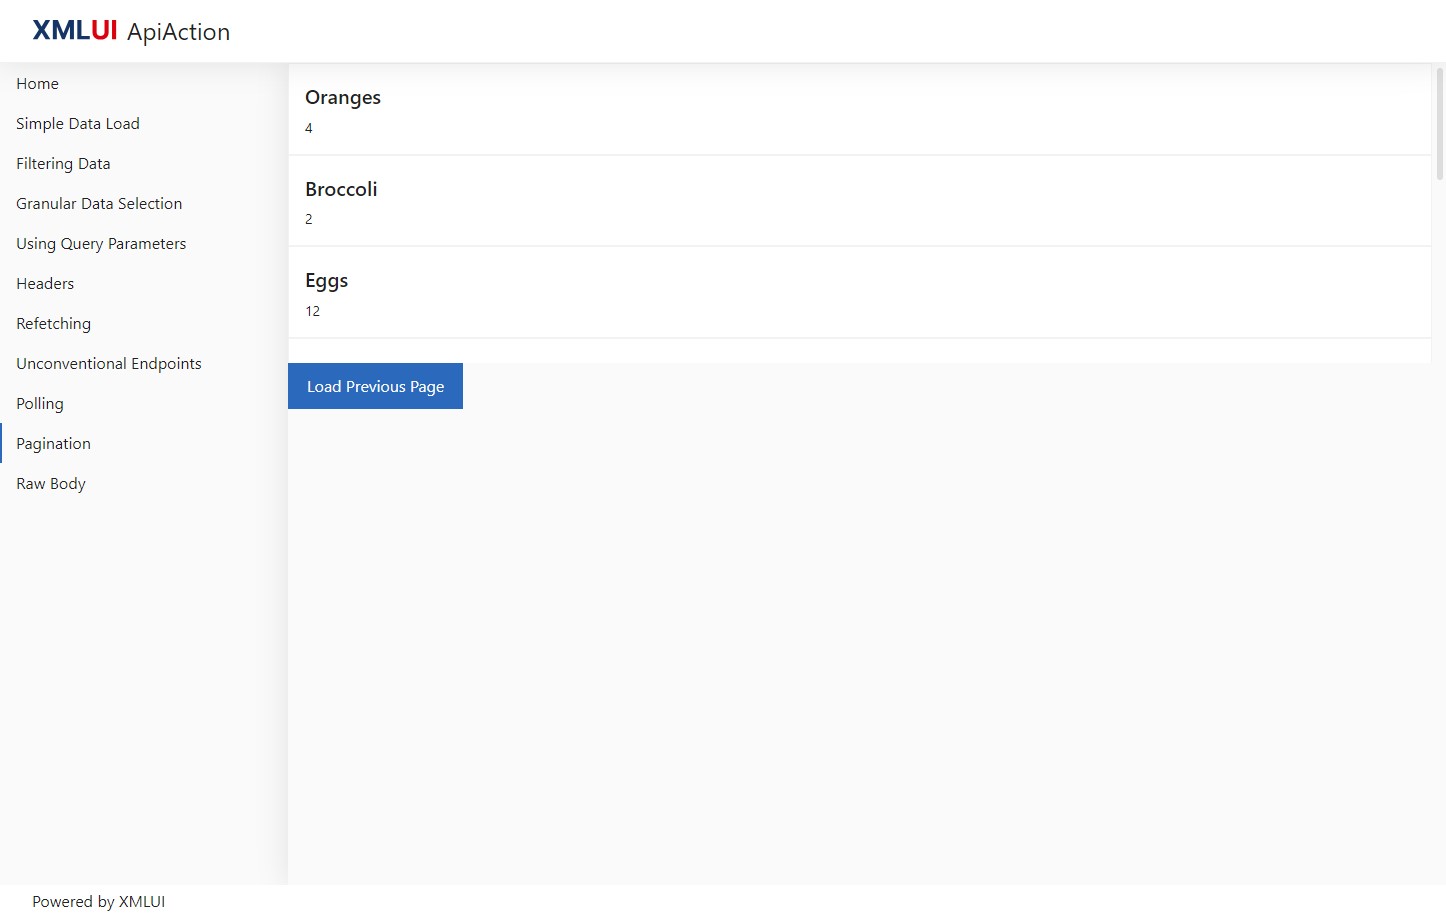 XMLUI ApiAction
Home
Simple Data Load
Filtering Data
Granular Data Selection
Using Query Parameters
Headers
Refetching
Unconventional Endpoints
Polling
Pagination
Raw Body
Oranges
4
Broccoli
2
Eggs
12
Load Previous Page
Powered by XMLUI